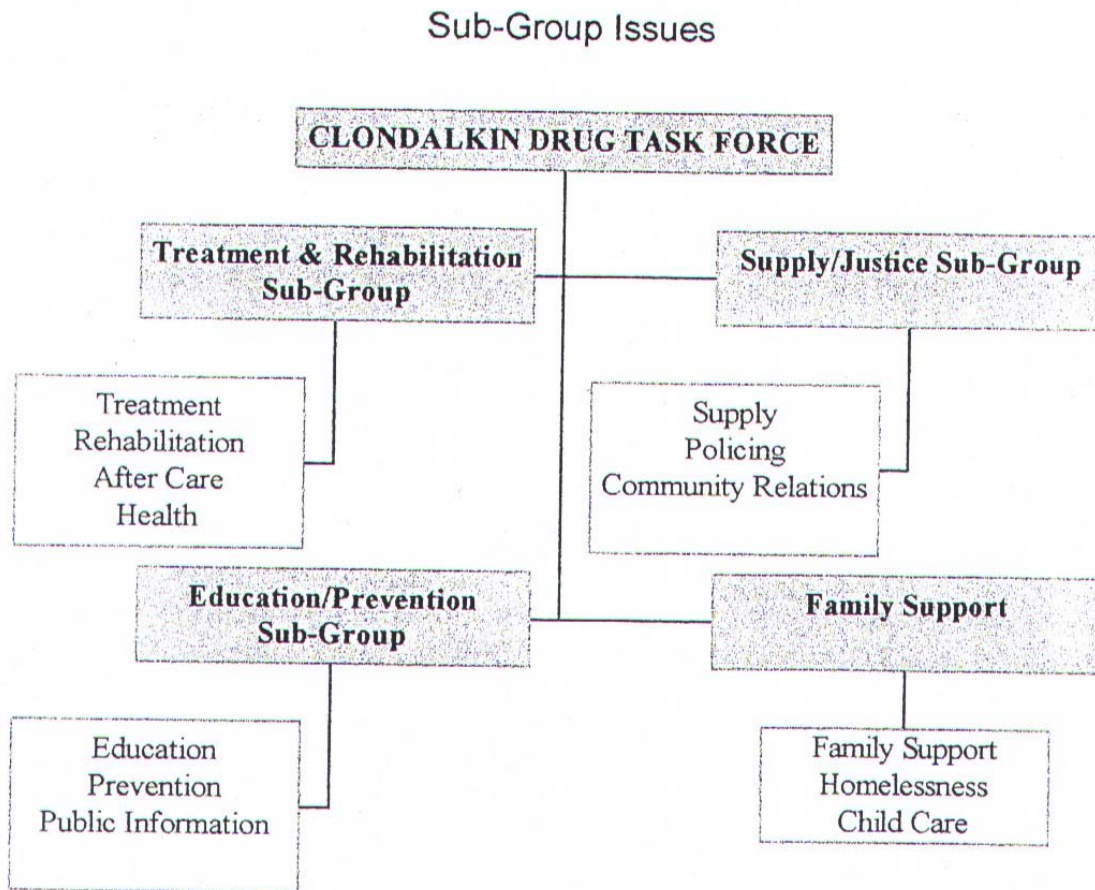 Sub-Group Issues
CLONDALKIN DRUG TASK FORCE
Treatment & Rehabilitation
Sub-Group
Supply/Justice Sub-Group
Treatment
Rehabilitation
After Care
Health
Supply
Policing
Community Relations
Education/Prevention
Sub-Group
Family Support
Education
Prevention
Public Information
Family Support
Homelessness
Child Care